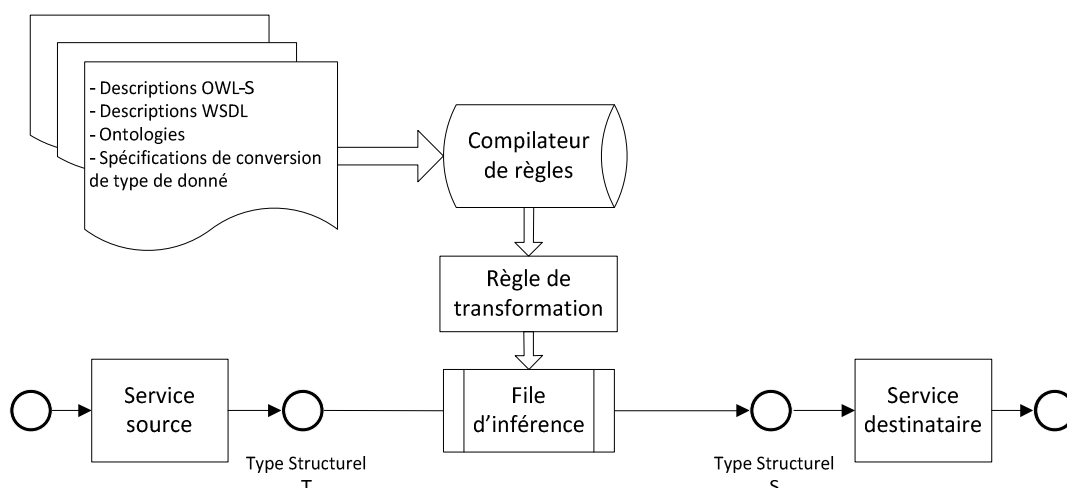 - Descriptions OWL-S
- Descriptions WSDL
- Ontologies
- Spécifications de conversion
de type de donné
Compilateur
de règles
Règle de
transformation
Service
source
File
d'inférence
Service
destinataire
Type Structurel
T
Type Structurel
S